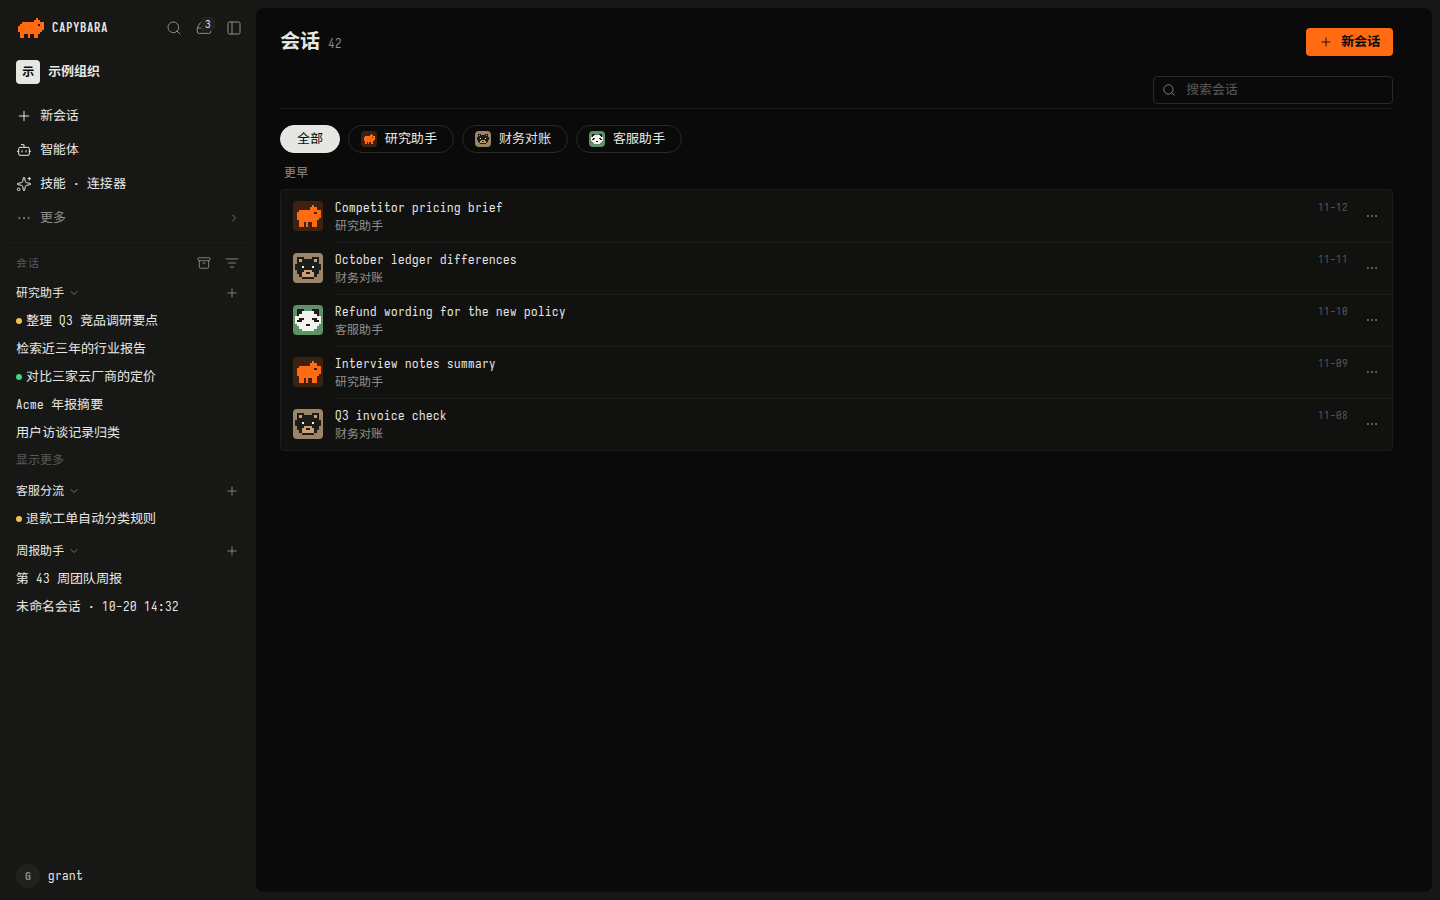 CAPYBARA
3
示 示例组织
新会话
智能体
技能 · 连接器
更多
会话
研究助手
整理 Q3 竞品调研要点
检索近三年的行业报告
对比三家云厂商的定价
Acme 年报摘要
用户访谈记录归类
显示更多
客服分流
退款工单自动分类规则
周报助手
第 43 周团队周报
未命名会话 · 10-20 14:32
G grant
会话 42
新会话
搜索会话
全部 研究助手 财务对账 客服助手
更早
Competitor pricing brief 11-12
研究助手
October ledger differences 11-11
财务对账
Refund wording for the new policy 11-10
客服助手
Interview notes summary 11-09
研究助手
Q3 invoice check 11-08
财务对账